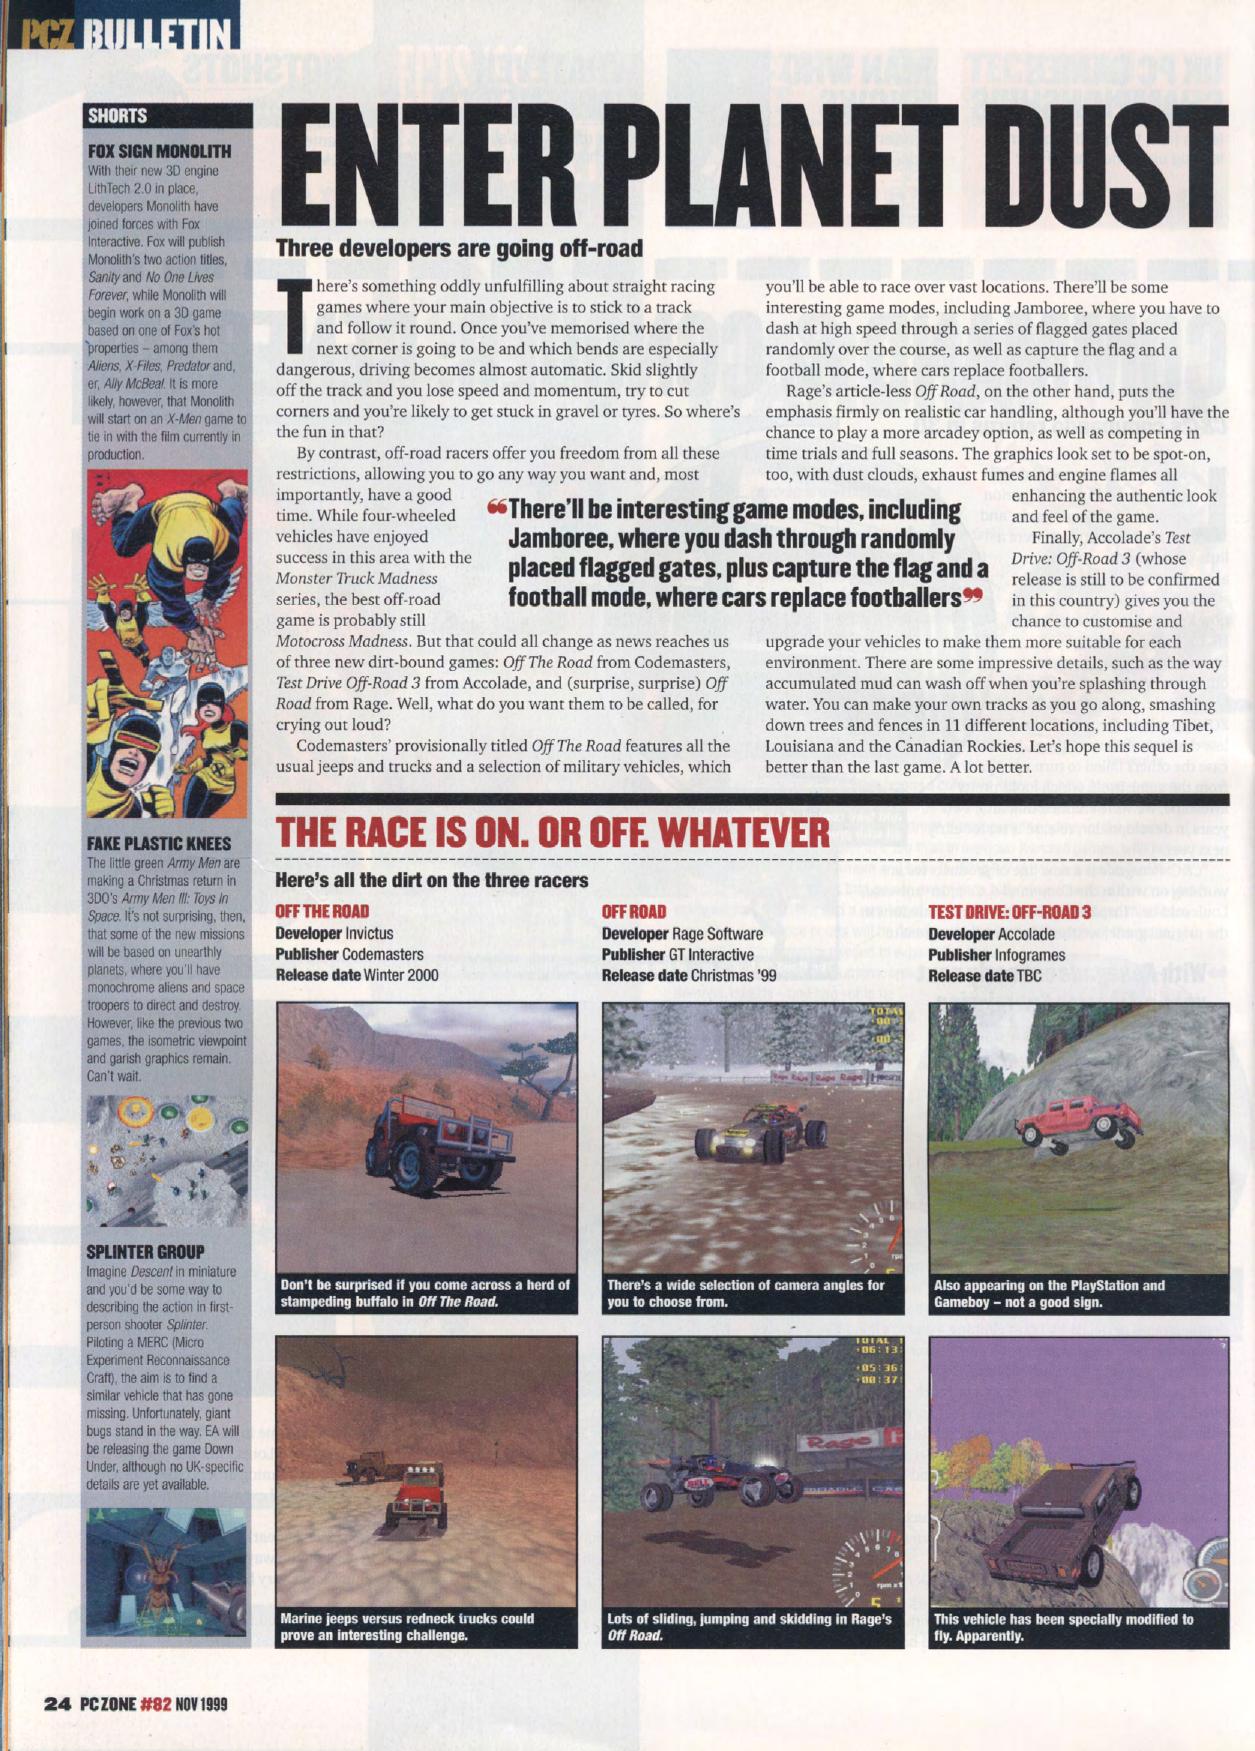 PCZ BULLETIN
SHORTS
FOX SIGN MONOLITH
With their new 3D engine
LithTech 2.0 in place,
developers Monolith have
joined forces with Fox
Interactive. Fox will publish
Monolith's two action titles,
Sanity and No One Lives
Forever, while Monolith will
begin work on a 3D game
based on one of Fox's hot
properties – among them
Aliens, X-Files, Predator and,
er, Ally McBeal. It is more
likely, however, that Monolith
will start on an X-Men game to
tie in with the film currently in
production.
FAKE PLASTIC KNEES
The little green Army Men are
making a Christmas return in
3DO's Army Men III: Toys In
Space. It's not surprising, then,
that some of the new missions
will be based on unearthly
planets, where you'll have
monochrome aliens and space
troopers to direct and destroy.
However, like the previous two
games, the isometric viewpoint
and garish graphics remain.
Can't wait.
SPLINTER GROUP
Imagine Descent in miniature
and you'd be some way to
describing the action in first-
person shooter Splinter.
Piloting a MERC (Micro
Experiment Reconnaissance
Craft), the aim is to find a
similar vehicle that has gone
missing. Unfortunately, giant
bugs stand in the way. EA will
be releasing the game Down
Under, although no UK-specific
details are yet available.
ENTER PLANET DUST
Three developers are going off-road
There's something oddly unfulfilling about straight racing
games where your main objective is to stick to a track
and follow it round. Once you've memorised where the
next corner is going to be and which bends are especially
dangerous, driving becomes almost automatic. Skid slightly
off the track and you lose speed and momentum, try to cut
corners and you're likely to get stuck in gravel or tyres. So where's
the fun in that?
By contrast, off-road racers offer you freedom from all these
restrictions, allowing you to go any way you want and, most
importantly, have a good
time. While four-wheeled
vehicles have enjoyed
success in this area with the
Monster Truck Madness
series, the best off-road
game is probably still
Motocross Madness. But that could all change as news reaches us
of three new dirt-bound games: Off The Road from Codemasters,
Test Drive Off-Road 3 from Accolade, and (surprise, surprise) Off
Road from Rage. Well, what do you want them to be called, for
crying out loud?
Codemasters' provisionally titled Off The Road features all the
usual jeeps and trucks and a selection of military vehicles, which
you'll be able to race over vast locations. There'll be some
interesting game modes, including Jamboree, where you have to
dash at high speed through a series of flagged gates placed
randomly over the course, as well as capture the flag and a
football mode, where cars replace footballers.
Rage's article-less Off Road, on the other hand, puts the
emphasis firmly on realistic car handling, although you'll have the
chance to play a more arcadey option, as well as competing in
time trials and full seasons. The graphics look set to be spot-on,
too, with dust clouds, exhaust fumes and engine flames all
enhancing the authentic look
and feel of the game.
Finally, Accolade's Test
Drive: Off-Road 3 (whose
release is still to be confirmed
in this country) gives you the
chance to customise and
upgrade your vehicles to make them more suitable for each
environment. There are some impressive details, such as the way
accumulated mud can wash off when you're splashing through
water. You can make your own tracks as you go along, smashing
down trees and fences in 11 different locations, including Tibet,
Louisiana and the Canadian Rockies. Let's hope this sequel is
better than the last game. A lot better.
“There'll be interesting game modes, including
Jamboree, where you dash through randomly
placed flagged gates, plus capture the flag and a
football mode, where cars replace footballers”
THE RACE IS ON. OR OFF. WHATEVER
Here's all the dirt on the three racers
OFF THE ROAD
Developer Invictus
Publisher Codemasters
Release date Winter 2000
OFF ROAD
Developer Rage Software
Publisher GT Interactive
Release date Christmas '99
TEST DRIVE: OFF-ROAD 3
Developer Accolade
Publisher Infogrames
Release date TBC
Don't be surprised if you come across a herd of
stampeding buffalo in Off The Road.
There's a wide selection of camera angles for
you to choose from.
Also appearing on the PlayStation and
Gameboy – not a good sign.
TOTAL 1
+06:13
+05:36
+00:37
Rage
Marine jeeps versus redneck trucks could
prove an interesting challenge.
Lots of sliding, jumping and skidding in Rage's
Off Road.
This vehicle has been specially modified to
fly. Apparently.
24 PCZONE #82 NOV 1999